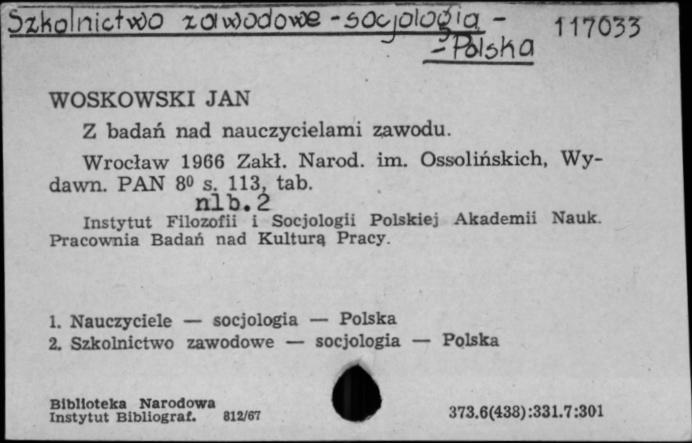 Szkolnictwo zawodowe - socjologia -
- Polska
117033
WOSKOWSKI JAN
Z badań nad nauczycielami zawodu.
Wrocław 1966 Zakł. Narod. im. Ossolińskich, Wy-
dawn. PAN 8⁰ s. 113, tab.
nlb. 2
Instytut Filozofii i Socjologii Polskiej Akademii Nauk.
Pracownia Badań nad Kulturą Pracy.
1. Nauczyciele — socjologia — Polska
2. Szkolnictwo zawodowe — socjologia — Polska
Biblioteka Narodowa
Instytut Bibliograf. 812/67
373.6(438):331.7:301